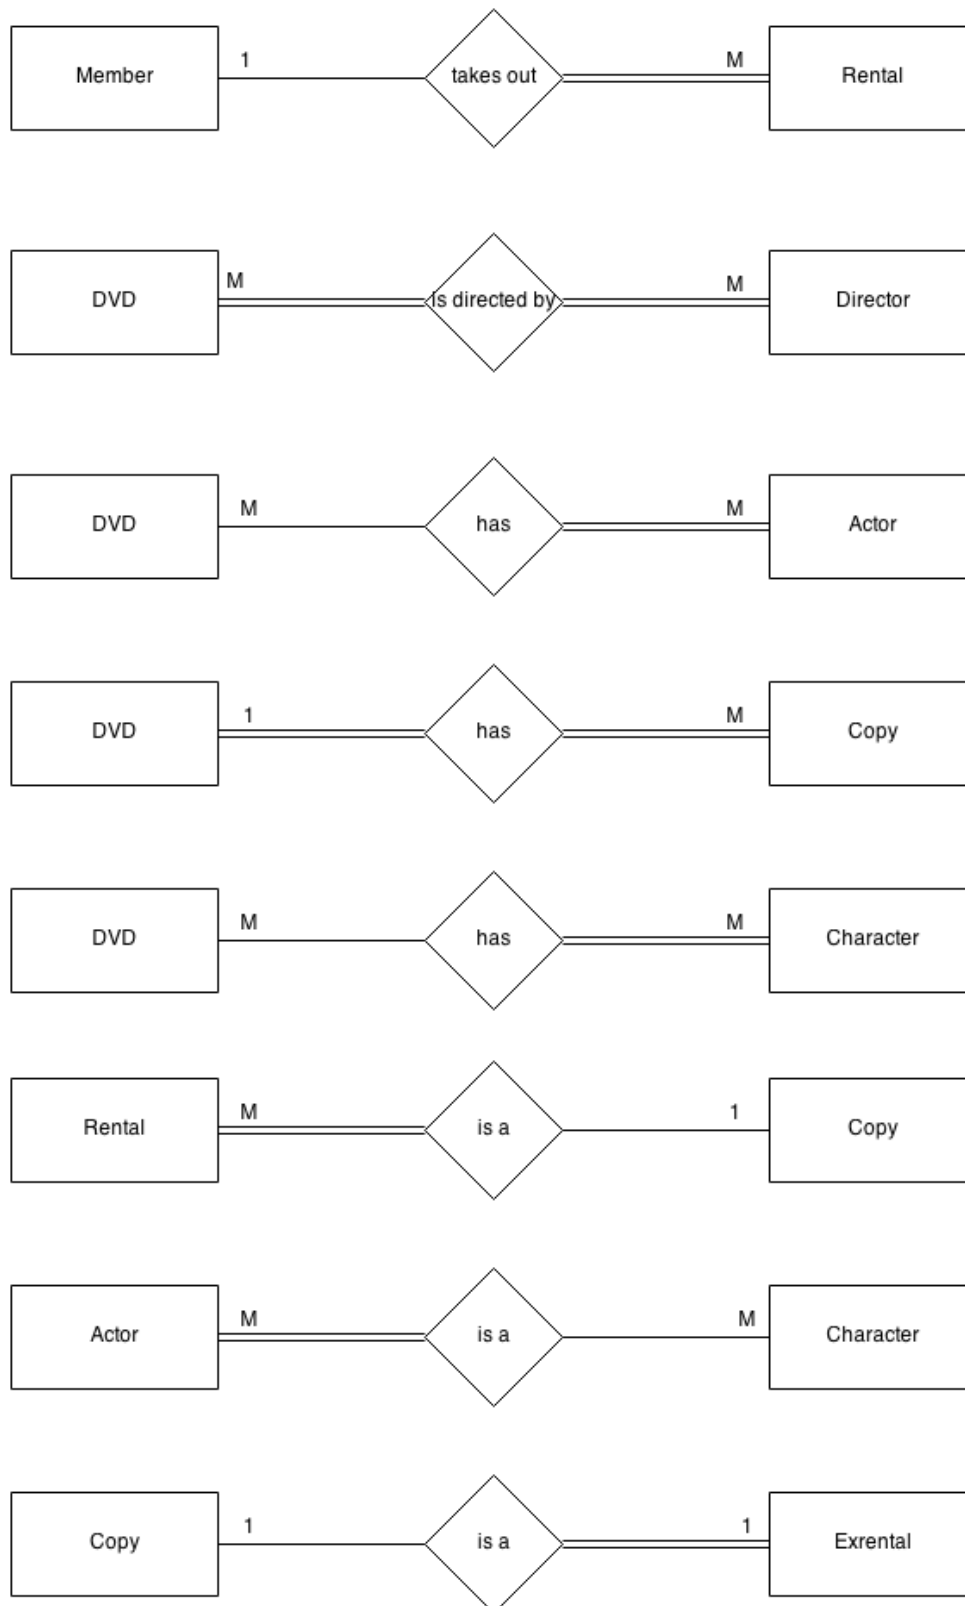 1 M
Member takes out Rental
M M
DVD is directed by Director
M M
DVD has Actor
1 M
DVD has Copy
M M
DVD has Character
M 1
Rental is a Copy
M M
Actor is a Character
1 1
Copy is a Exrental